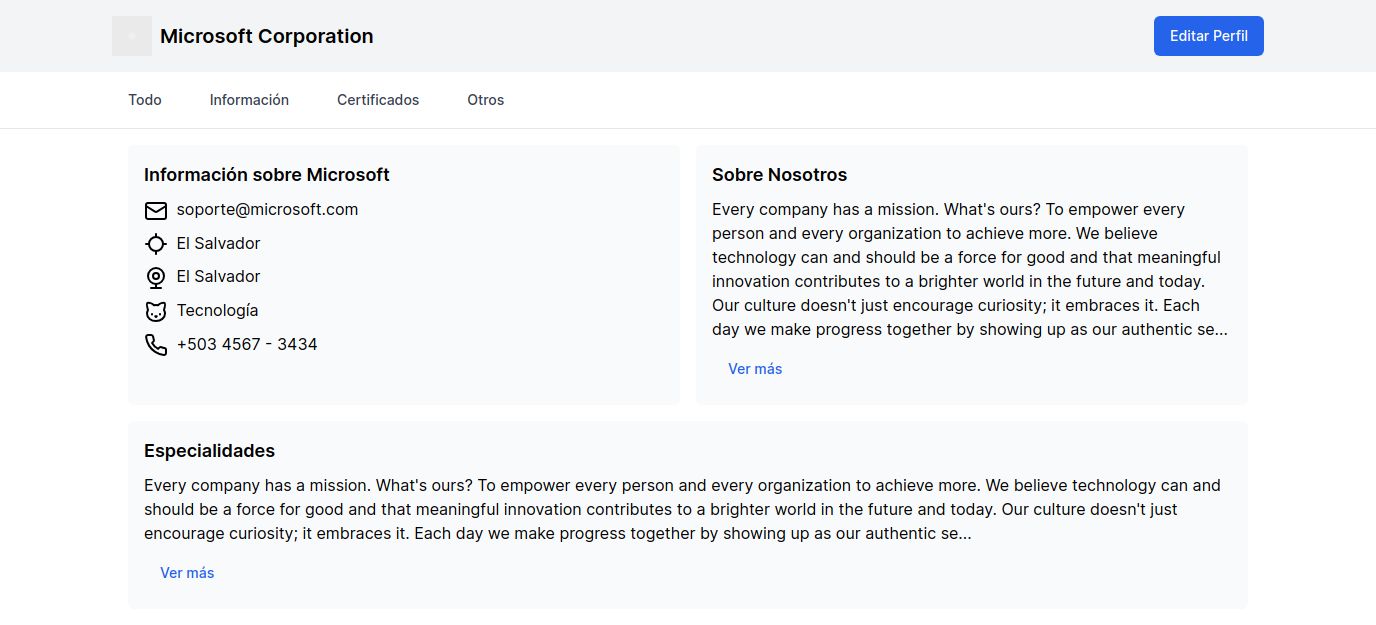 Microsoft Corporation
Editar Perfil
Todo
Información
Certificados
Otros
Información sobre Microsoft
soporte@microsoft.com
El Salvador
El Salvador
Tecnología
+503 4567 - 3434
Sobre Nosotros
Every company has a mission. What's ours? To empower every
person and every organization to achieve more. We believe
technology can and should be a force for good and that meaningful
innovation contributes to a brighter world in the future and today.
Our culture doesn't just encourage curiosity; it embraces it. Each
day we make progress together by showing up as our authentic se...
Ver más
Especialidades
Every company has a mission. What's ours? To empower every person and every organization to achieve more. We believe technology can and
should be a force for good and that meaningful innovation contributes to a brighter world in the future and today. Our culture doesn't just
encourage curiosity; it embraces it. Each day we make progress together by showing up as our authentic se...
Ver más